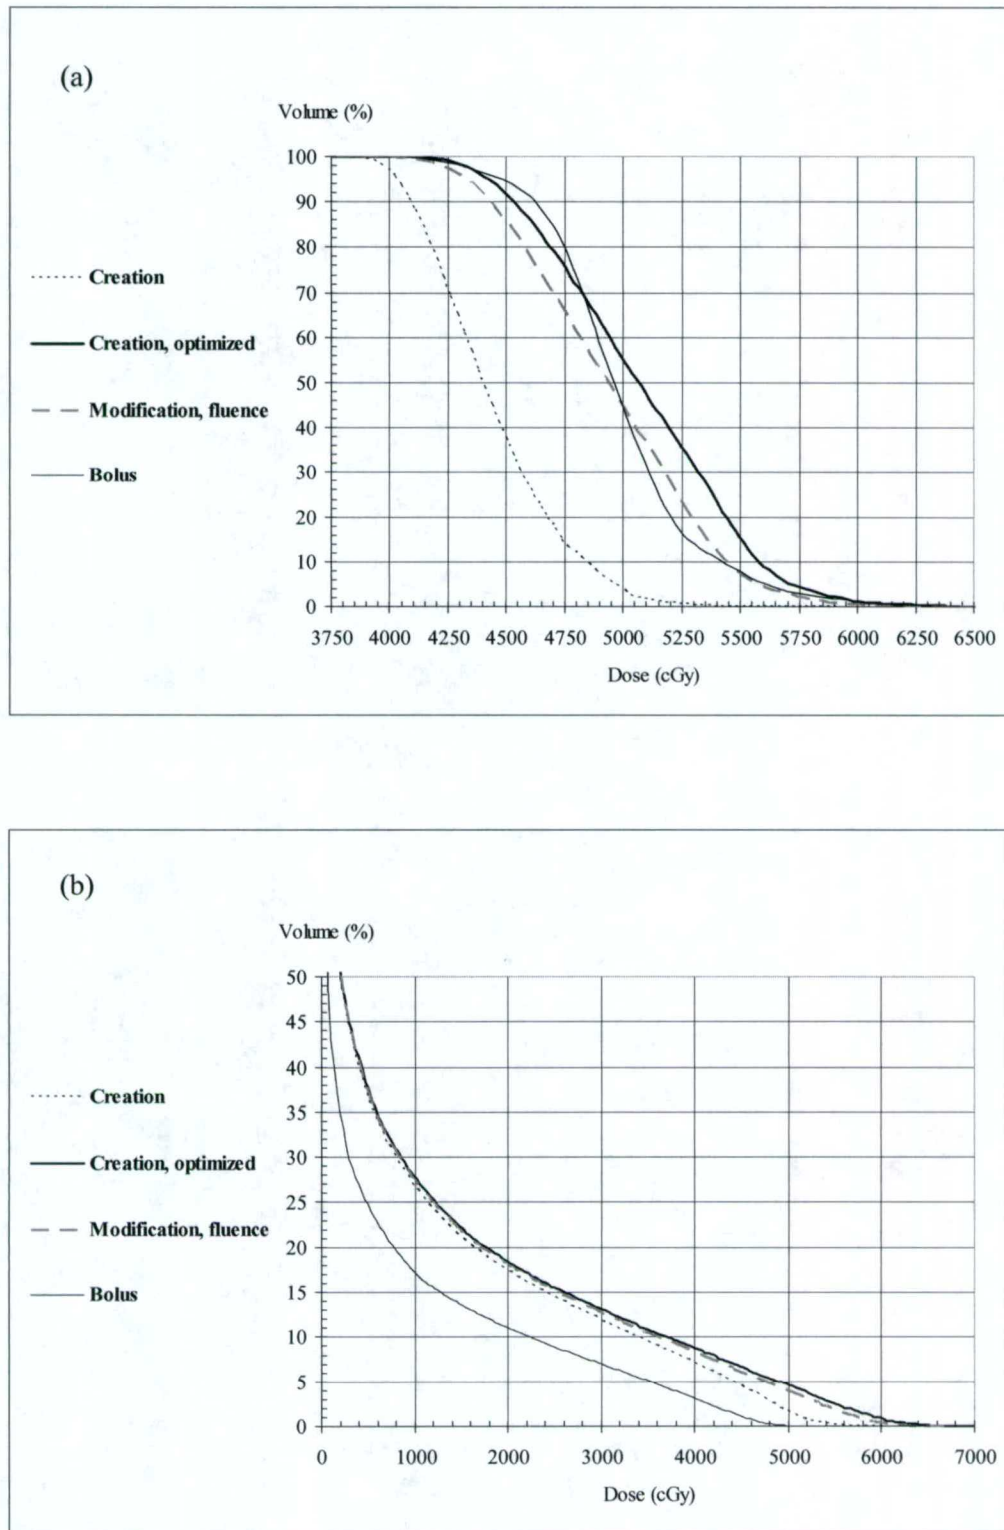 (a)
Volume (%)
100
90
80
70
60
50
40
30
20
10
0
3750 4000 4250 4500 4750 5000 5250 5500 5750 6000 6250 6500
Dose (cGy)
Creation
Creation, optimized
Modification, fluence
Bolus
(b)
Volume (%)
50
45
40
35
30
25
20
15
10
5
0
0 1000 2000 3000 4000 5000 6000 7000
Dose (cGy)
Creation
Creation, optimized
Modification, fluence
Bolus